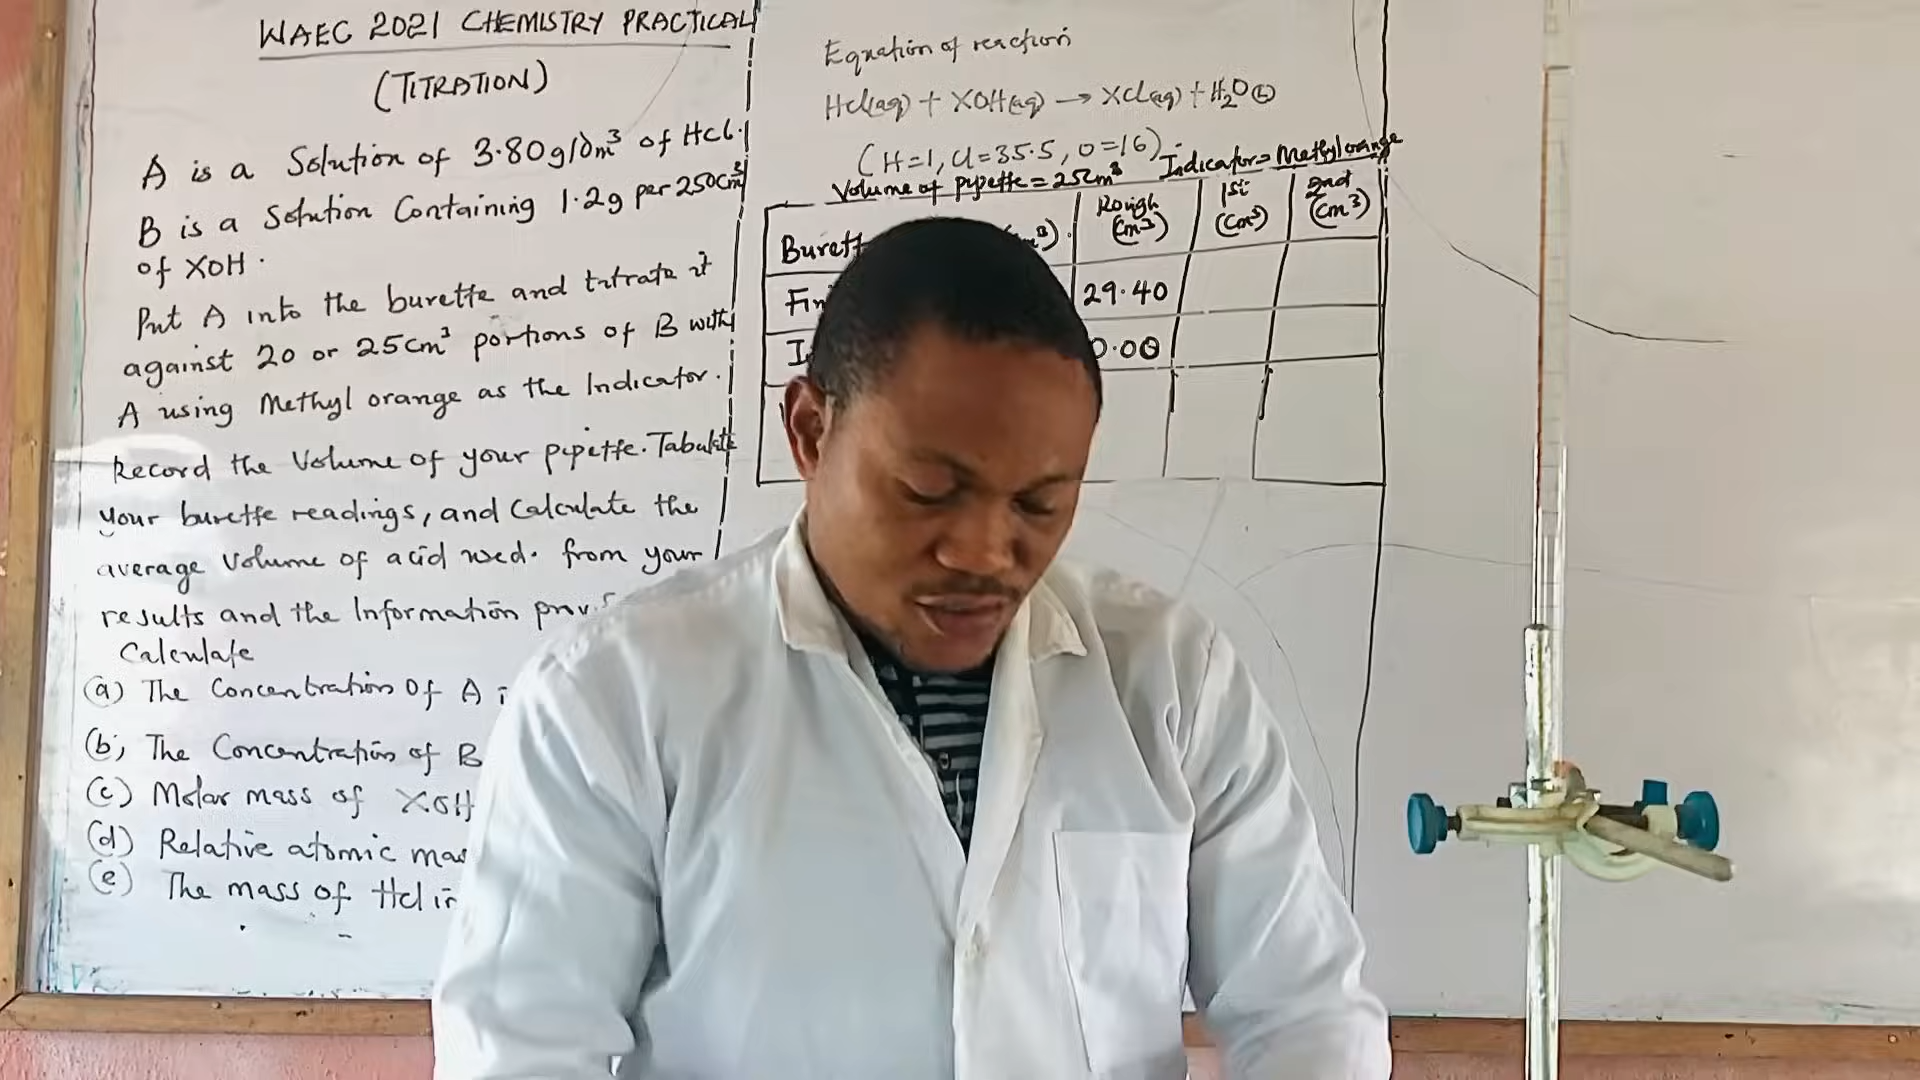 WAEC 2021 CHEMISTRY PRACTICAL
(TITRATION)
A is a Solution of 3.80g/dm³ of HCl.
B is a Solution Containing 1.2g per 250cm³
of XOH.
Put A into the burette and titrate it
against 20 or 25cm³ portions of B with
A using Methyl orange as the Indicator.
Record the Volume of your pipette. Tabulate
your burette readings, and Calculate the
average Volume of acid used. from your
results and the Information
Calculate
(a) The Concentration Of A
(b) The Concentration of B
(c) Molar mass of XOH
(d) Relative atomic
(e) The mass of Hcl
Equation of reaction
Hcl(aq) + XOH(aq) → XCl(aq) + H₂O(l)
(H=1, Cl=35.5, O=16)
Indicator = Methyl orange
Volume of pipette = 25cm³
Rough (cm³) 1st (cm³) 2nd (cm³)
29.40
0.00